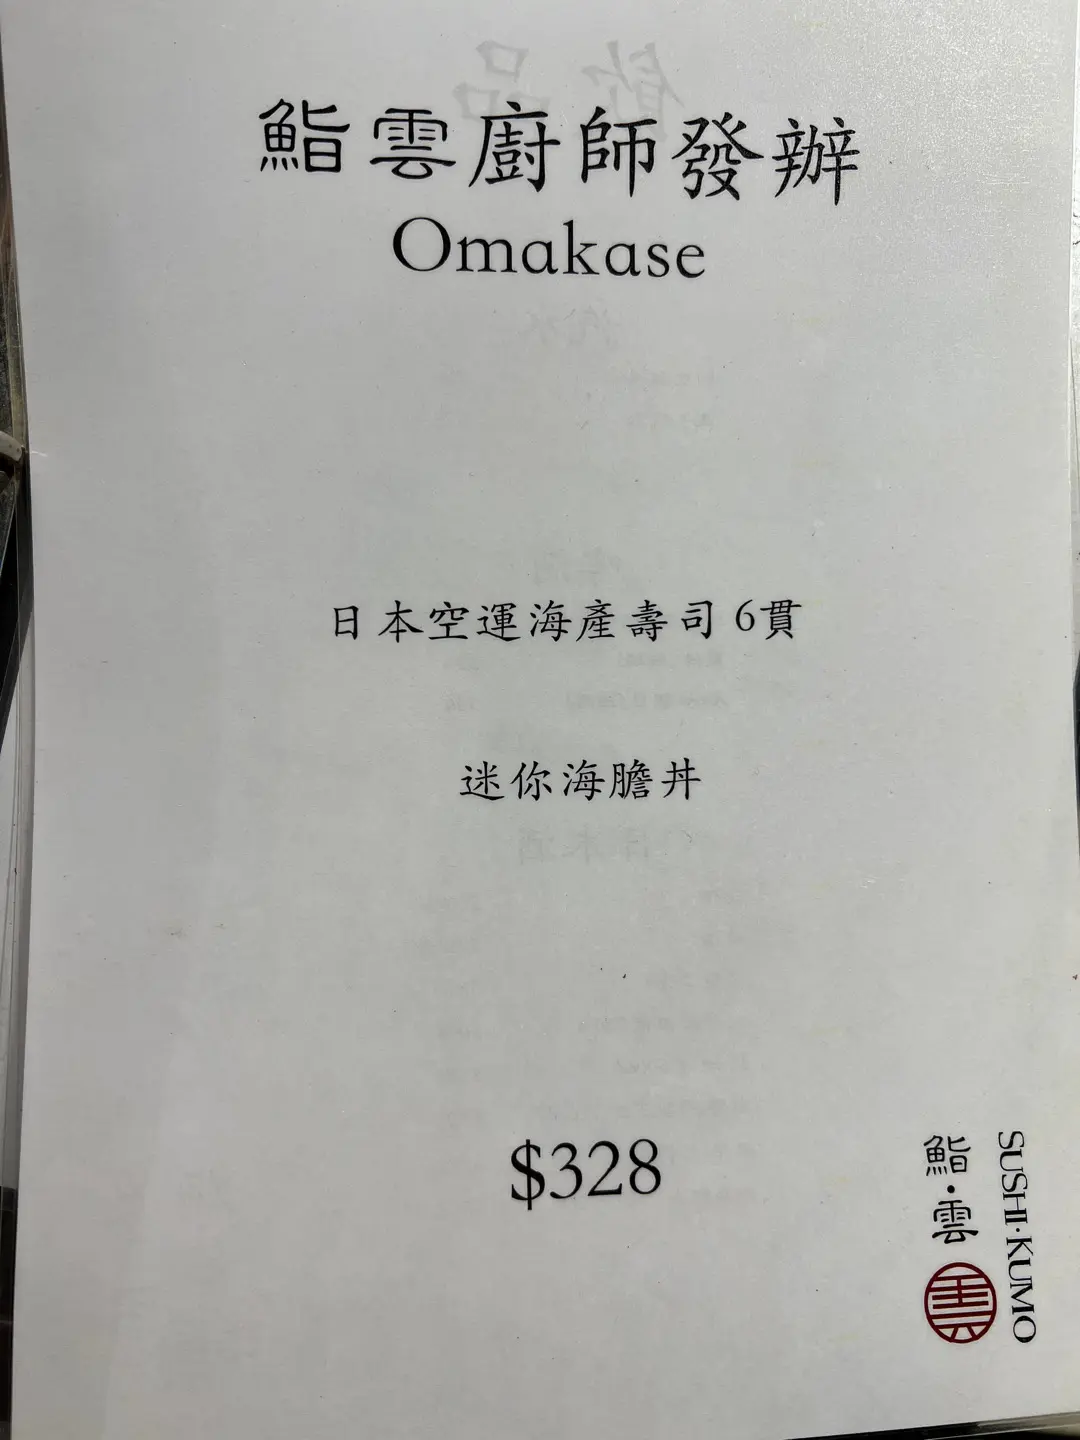 鮨雲廚師發辦
Omakase
日本空運海產壽司6貫
迷你海膽丼
$328
鮨·雲
SUSHI·KUMO